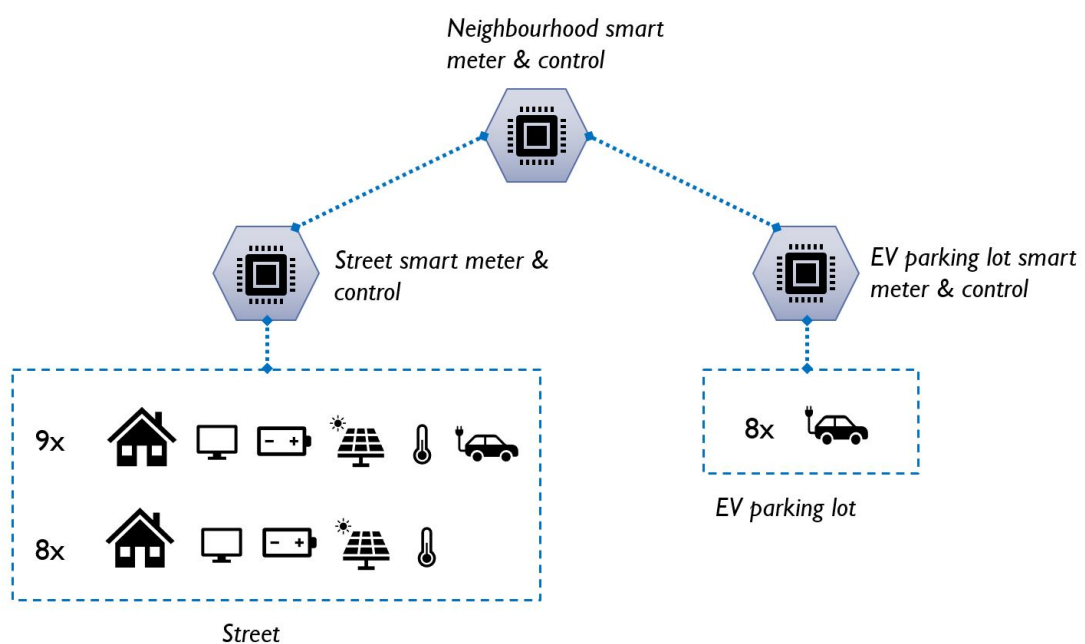 Neighbourhood smart
meter & control
Street smart meter &
control
EV parking lot smart
meter & control
9x
8x
8x
EV parking lot
Street